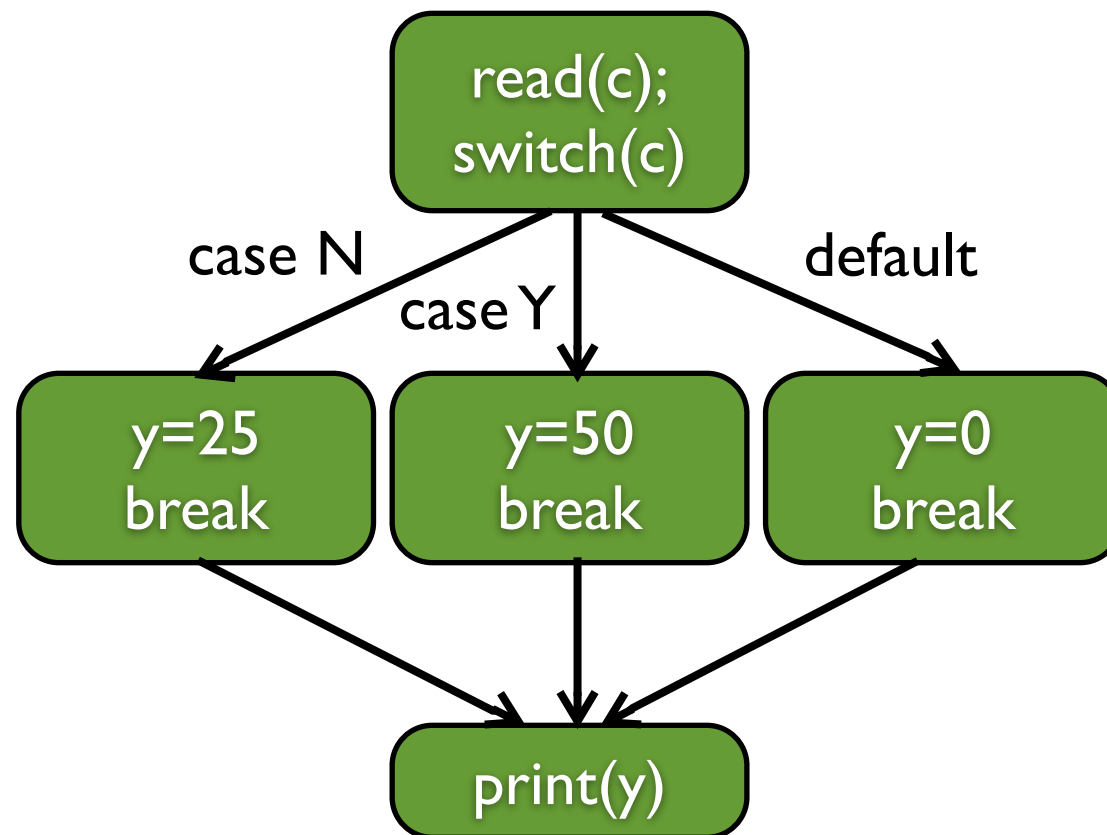 read(c);
switch(c)
case N
default
case Y
y=25
break
y=50
break
y=0
break
print(y)